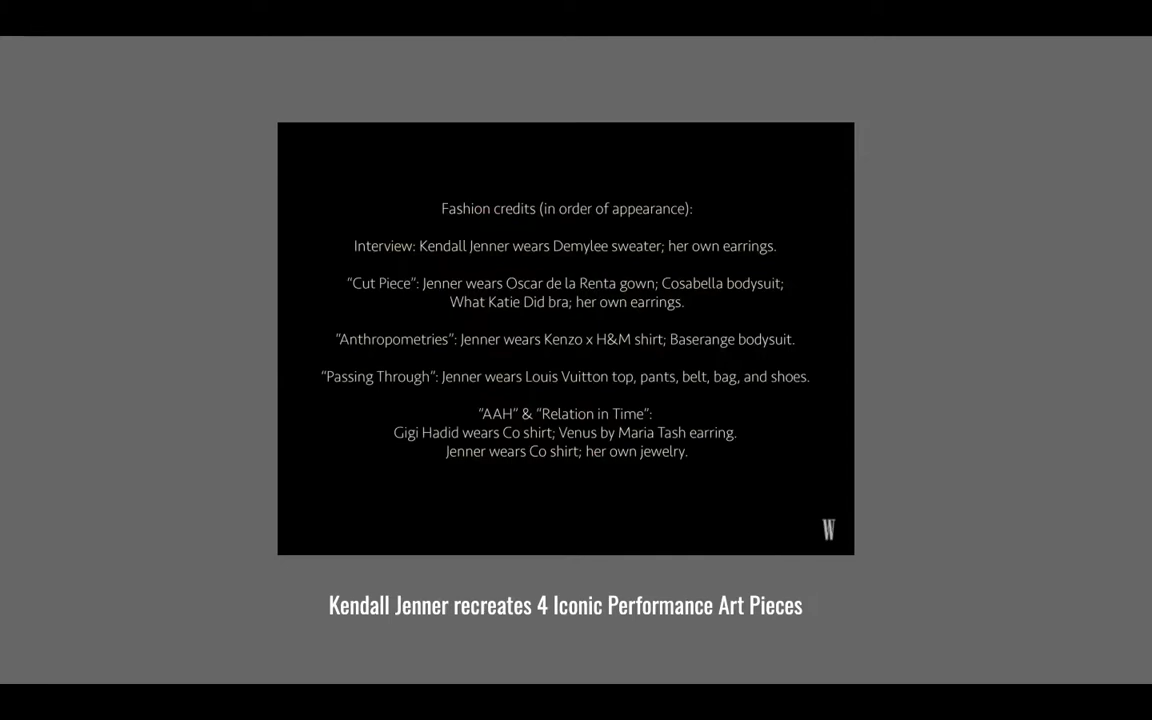 Fashion credits (in order of appearance):
Interview: Kendall Jenner wears Demylee sweater; her own earrings.
“Cut Piece”: Jenner wears Oscar de la Renta gown; Cosabella bodysuit;
What Katie Did bra; her own earrings.
“Anthropometries”: Jenner wears Kenzo x H&M shirt; Baserange bodysuit.
“Passing Through”: Jenner wears Louis Vuitton top, pants, belt, bag, and shoes.
“AAH” & “Relation in Time”:
Gigi Hadid wears Co shirt; Venus by Maria Tash earring.
Jenner wears Co shirt; her own jewelry.
W
Kendall Jenner recreates 4 Iconic Performance Art Pieces